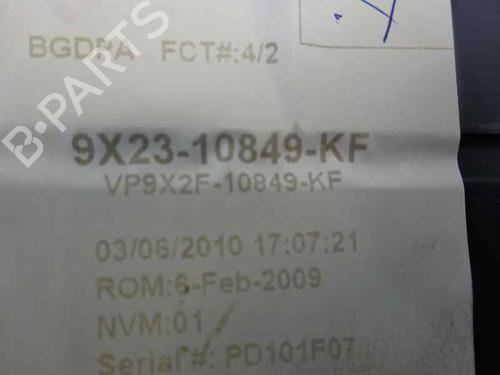 BGDPA FCT#:4/2
9X23-10849-KF
VP9X2F-10849-KF
03/06/2010 17:07:21
ROM:6-Feb-2009
NVM:01
Serial#: PD101F07
B-PARTS